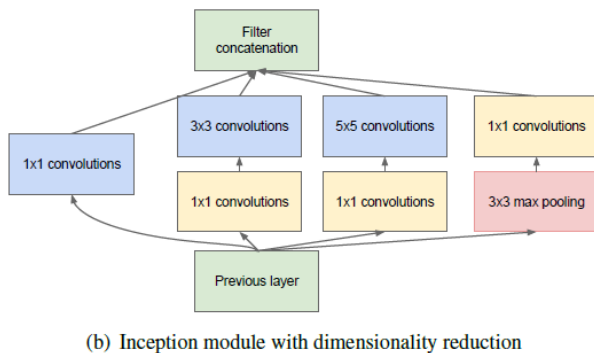 Filter
concatenation
3x3 convolutions
5x5 convolutions
1x1 convolutions
1x1 convolutions
1x1 convolutions
1x1 convolutions
3x3 max pooling
Previous layer
(b) Inception module with dimensionality reduction